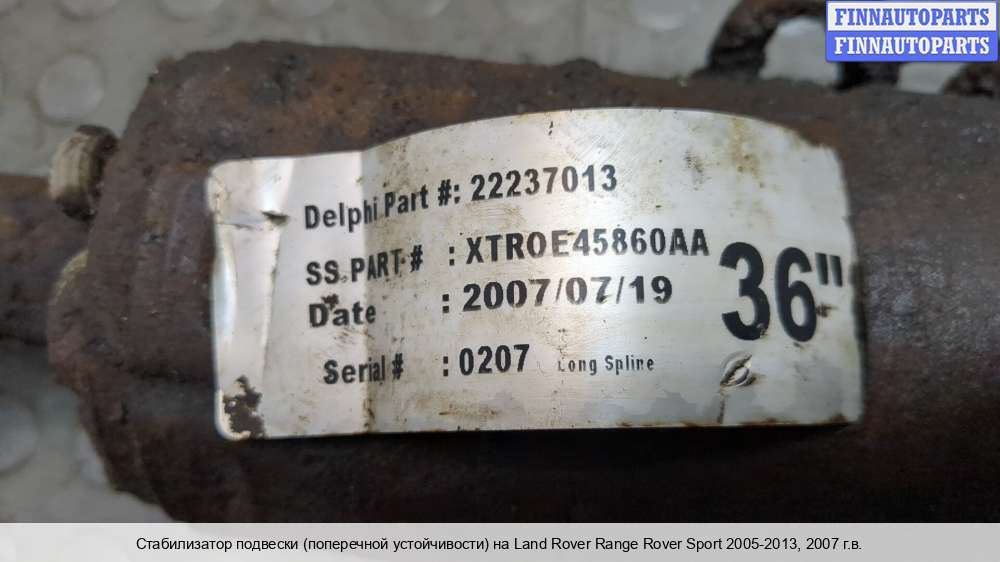 FINNAUTOPARTS
FINNAUTOPARTS
Delphi Part #: 22237013
SS PART # : XTROE45860AA
Date : 2007/07/19
36"
Serial # : 0207 Long Spline
Стабилизатор подвески (поперечной устойчивости) на Land Rover Range Rover Sport 2005-2013, 2007 г.в.